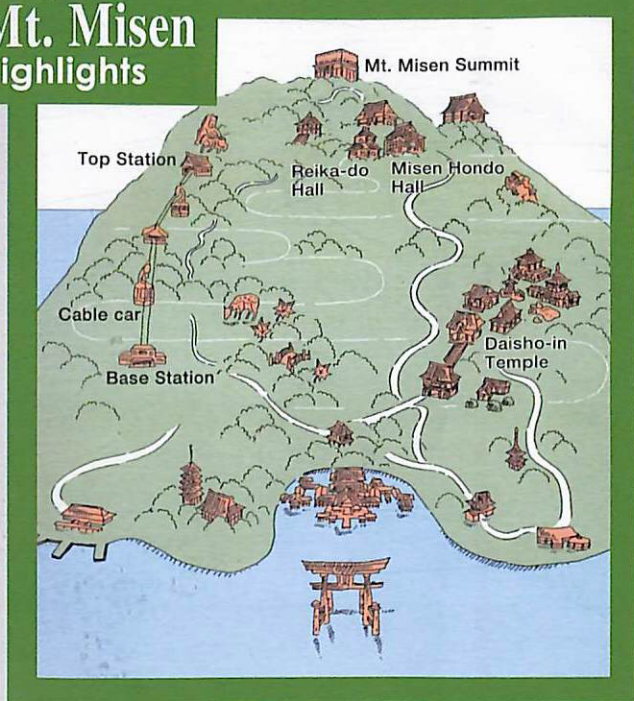 Mt. Misen
ighlights
Mt. Misen Summit
Top Station
Reika-do
Hall
Misen Hondo
Hall
Cable car
Base Station
Daisho-in
Temple